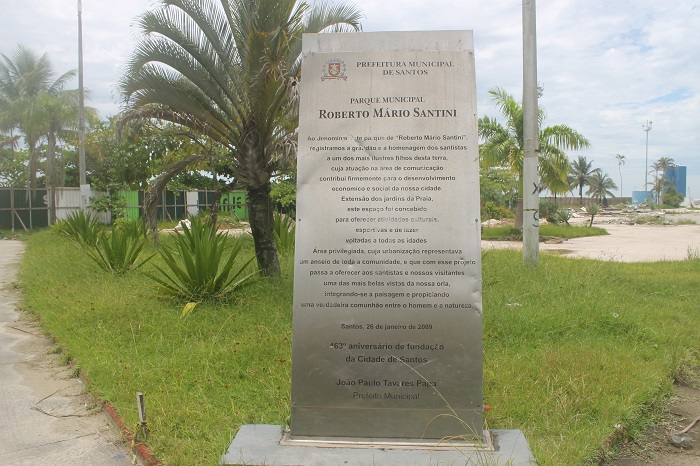 PREFEITURA MUNICIPAL
DE SANTOS
PARQUE MUNICIPAL
ROBERTO MÁRIO SANTINI
Ao denominar este parque de "Roberto Mário Santini",
registramos a gratidão e a homenagem dos santistas
a um dos mais ilustres filhos desta terra,
cuja atuação na área de comunicação
contribui firmemente para o desenvolvimento
econômico e social da nossa cidade.
Extensão dos jardins da Praia,
este espaço foi concebido
para oferecer atividades culturais,
esportivas e
voltadas a todas as idades
Área privilegiada, cuja urbanização representava
um anseio de toda a comunidade, e que com esse projeto
passa a oferecer aos santistas e nossos visitantes
uma das mais belas vistas da nossa orla,
integrando-se a paisagem e propiciando
uma verdadeira comunhão entre o homem e a natureza.
Santos, 26 de janeiro de 2009
463º aniversário de fundação
da Cidade de Santos
João Paulo Tavares Papa
Prefeito Municipal